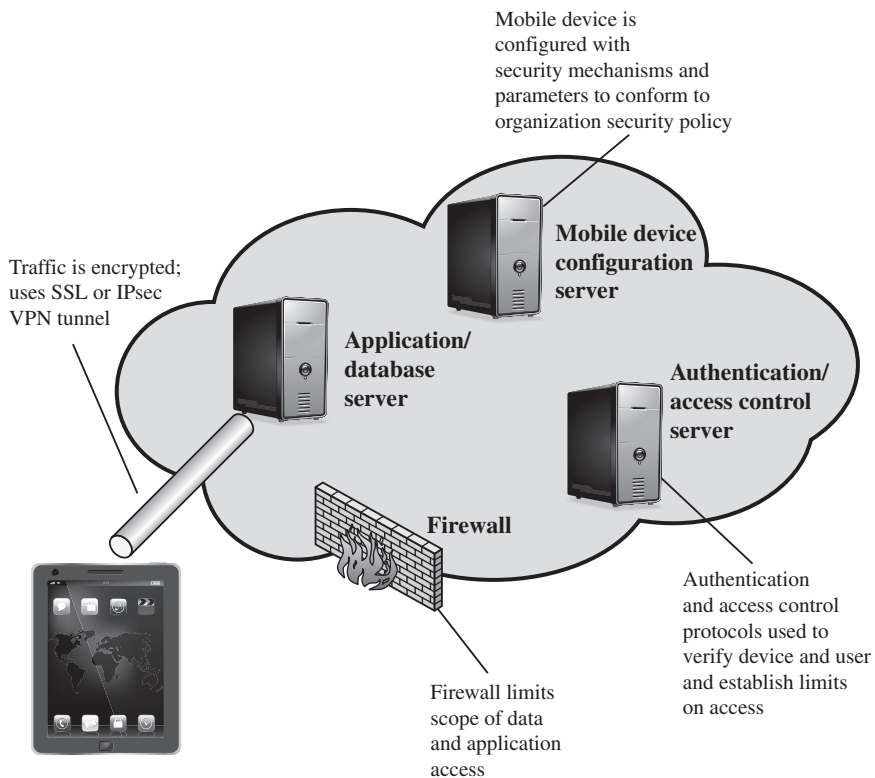 Mobile device is
configured with
security mechanisms and
parameters to conform to
organization security policy
Mobile device
configuration
server
Traffic is encrypted;
uses SSL or IPsec
VPN tunnel
Application/
database
server
Authentication/
access control
server
Firewall
Authentication
and access control
protocols used to
verify device and user
and establish limits
on access
Firewall limits
scope of data
and application
access